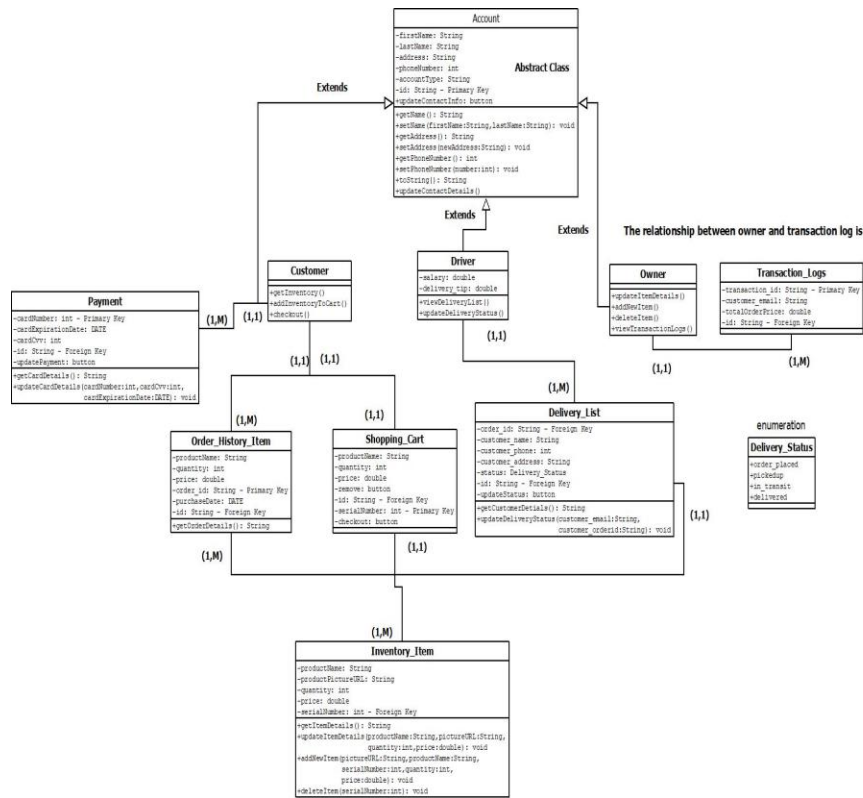 Account
-firstName: String
-lastName: String
-address: String
-phoneNumber: int
-accountType: String
-id: String - Primary Key
+updateContactInfo: button
Abstract Class
+getName(): String
+setName(firstName:String,lastName:String): void
+getAddress(): String
+setAddress(newAddress:String): void
+getPhoneNumber(): int
+setPhoneNumber(number:int): void
+toString(): String
+updateContactDetails()
Extends
Extends
Extends
The relationship between owner and transaction log is
Payment
-cardNumber: int - Primary Key
-cardExpirationDate: DATE
-cardCvv: int
-id: String - Foreign Key
-updatePayment: button
+getCardDetails(): String
+updateCardDetails(cardNumber:int,cardCvv:int,
cardExpirationDate:DATE): void
(1,M)
(1,1)
Customer
+getInventory()
+addInventoryToCart()
+checkout()
(1,1)
(1,1)
Driver
-salary: double
-delivery_tip: double
+viewDeliveryList()
+updateDeliveryStatus()
(1,1)
Owner
+updateItemDetails()
+addNewItem()
+deleteItem()
+viewTransactionLogs()
(1,1)
Transaction_Logs
-transaction_id: String - Primary Key
-customer_email: String
-totalOrderPrice: double
-id: String - Foreign Key
(1,M)
(1,M)
Order_History_Item
-productName: String
+quantity: int
-price: double
-order_id: String - Primary Key
-purchaseDate: DATE
-id: String - Foreign Key
+getOrderDetails(): String
(1,M)
(1,1)
Shopping_Cart
-productName: String
-quantity: int
-price: double
-remove: button
-id: String - Foreign Key
-serialNumber: int - Primary Key
-checkout: button
(1,1)
(1,M)
Delivery_List
-order_id: String - Foreign Key
-customer_name: String
-customer_phone: int
-customer_address: String
-status: Delivery_Status
-id: String - Foreign Key
-updateStatus: button
+getCustomerDetials(): String
+updateDeliveryStatus(customer_email:String,
customer_orderid:String): void
(1,1)
enumeration
Delivery_Status
+order_placed
+pickedup
+in_transit
+delivered
(1,M)
Inventory_Item
-productName: String
-productPictureURL: String
-quantity: int
-price: double
-serialNumber: int - Foreign Key
+getItemDetails(): String
+updateItemDetails(productName:String,pictureURL:String,
quantity:int,price:double): void
+addNewItem(pictureURL:String,productName:String,
serialNumber:int,quantity:int,
price:double): void
+deleteItem(serialNumber:int): void